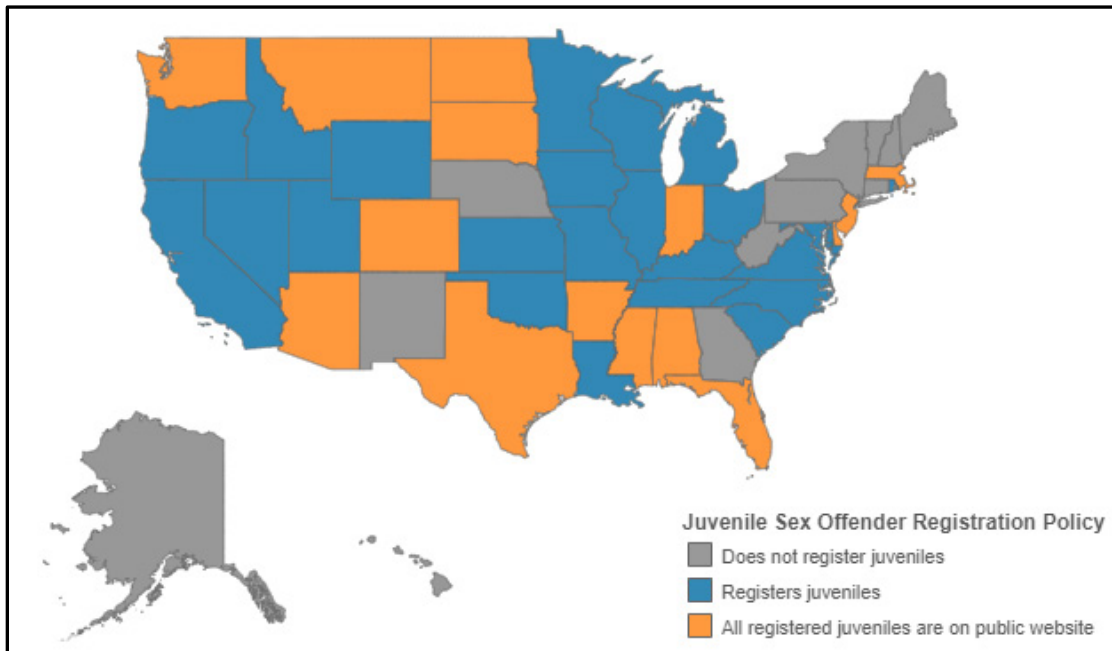 Juvenile Sex Offender Registration Policy
Does not register juveniles
Registers juveniles
All registered juveniles are on public website